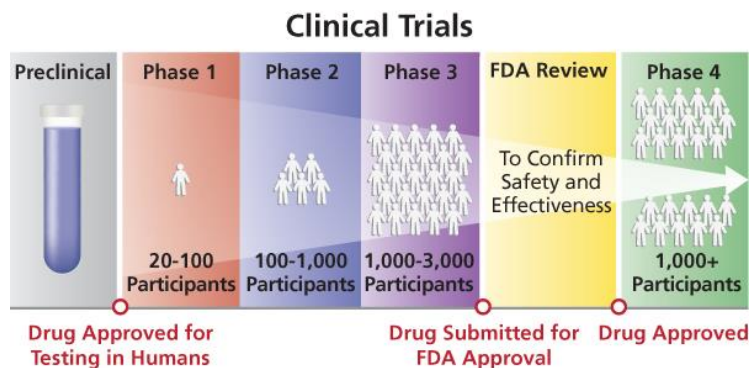 Clinical Trials
Preclinical
Phase 1
Phase 2
Phase 3
FDA Review
Phase 4
To Confirm
Safety and
Effectiveness
20-100
Participants
100-1,000
Participants
1,000-3,000
Participants
1,000+
Participants
Drug Approved for
Testing in Humans
Drug Submitted for
FDA Approval
Drug Approved